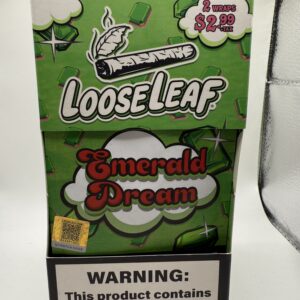 2 WRAPS
$2.99
LOOSELEAF
Emerald
Dream
WARNING:
This product contains